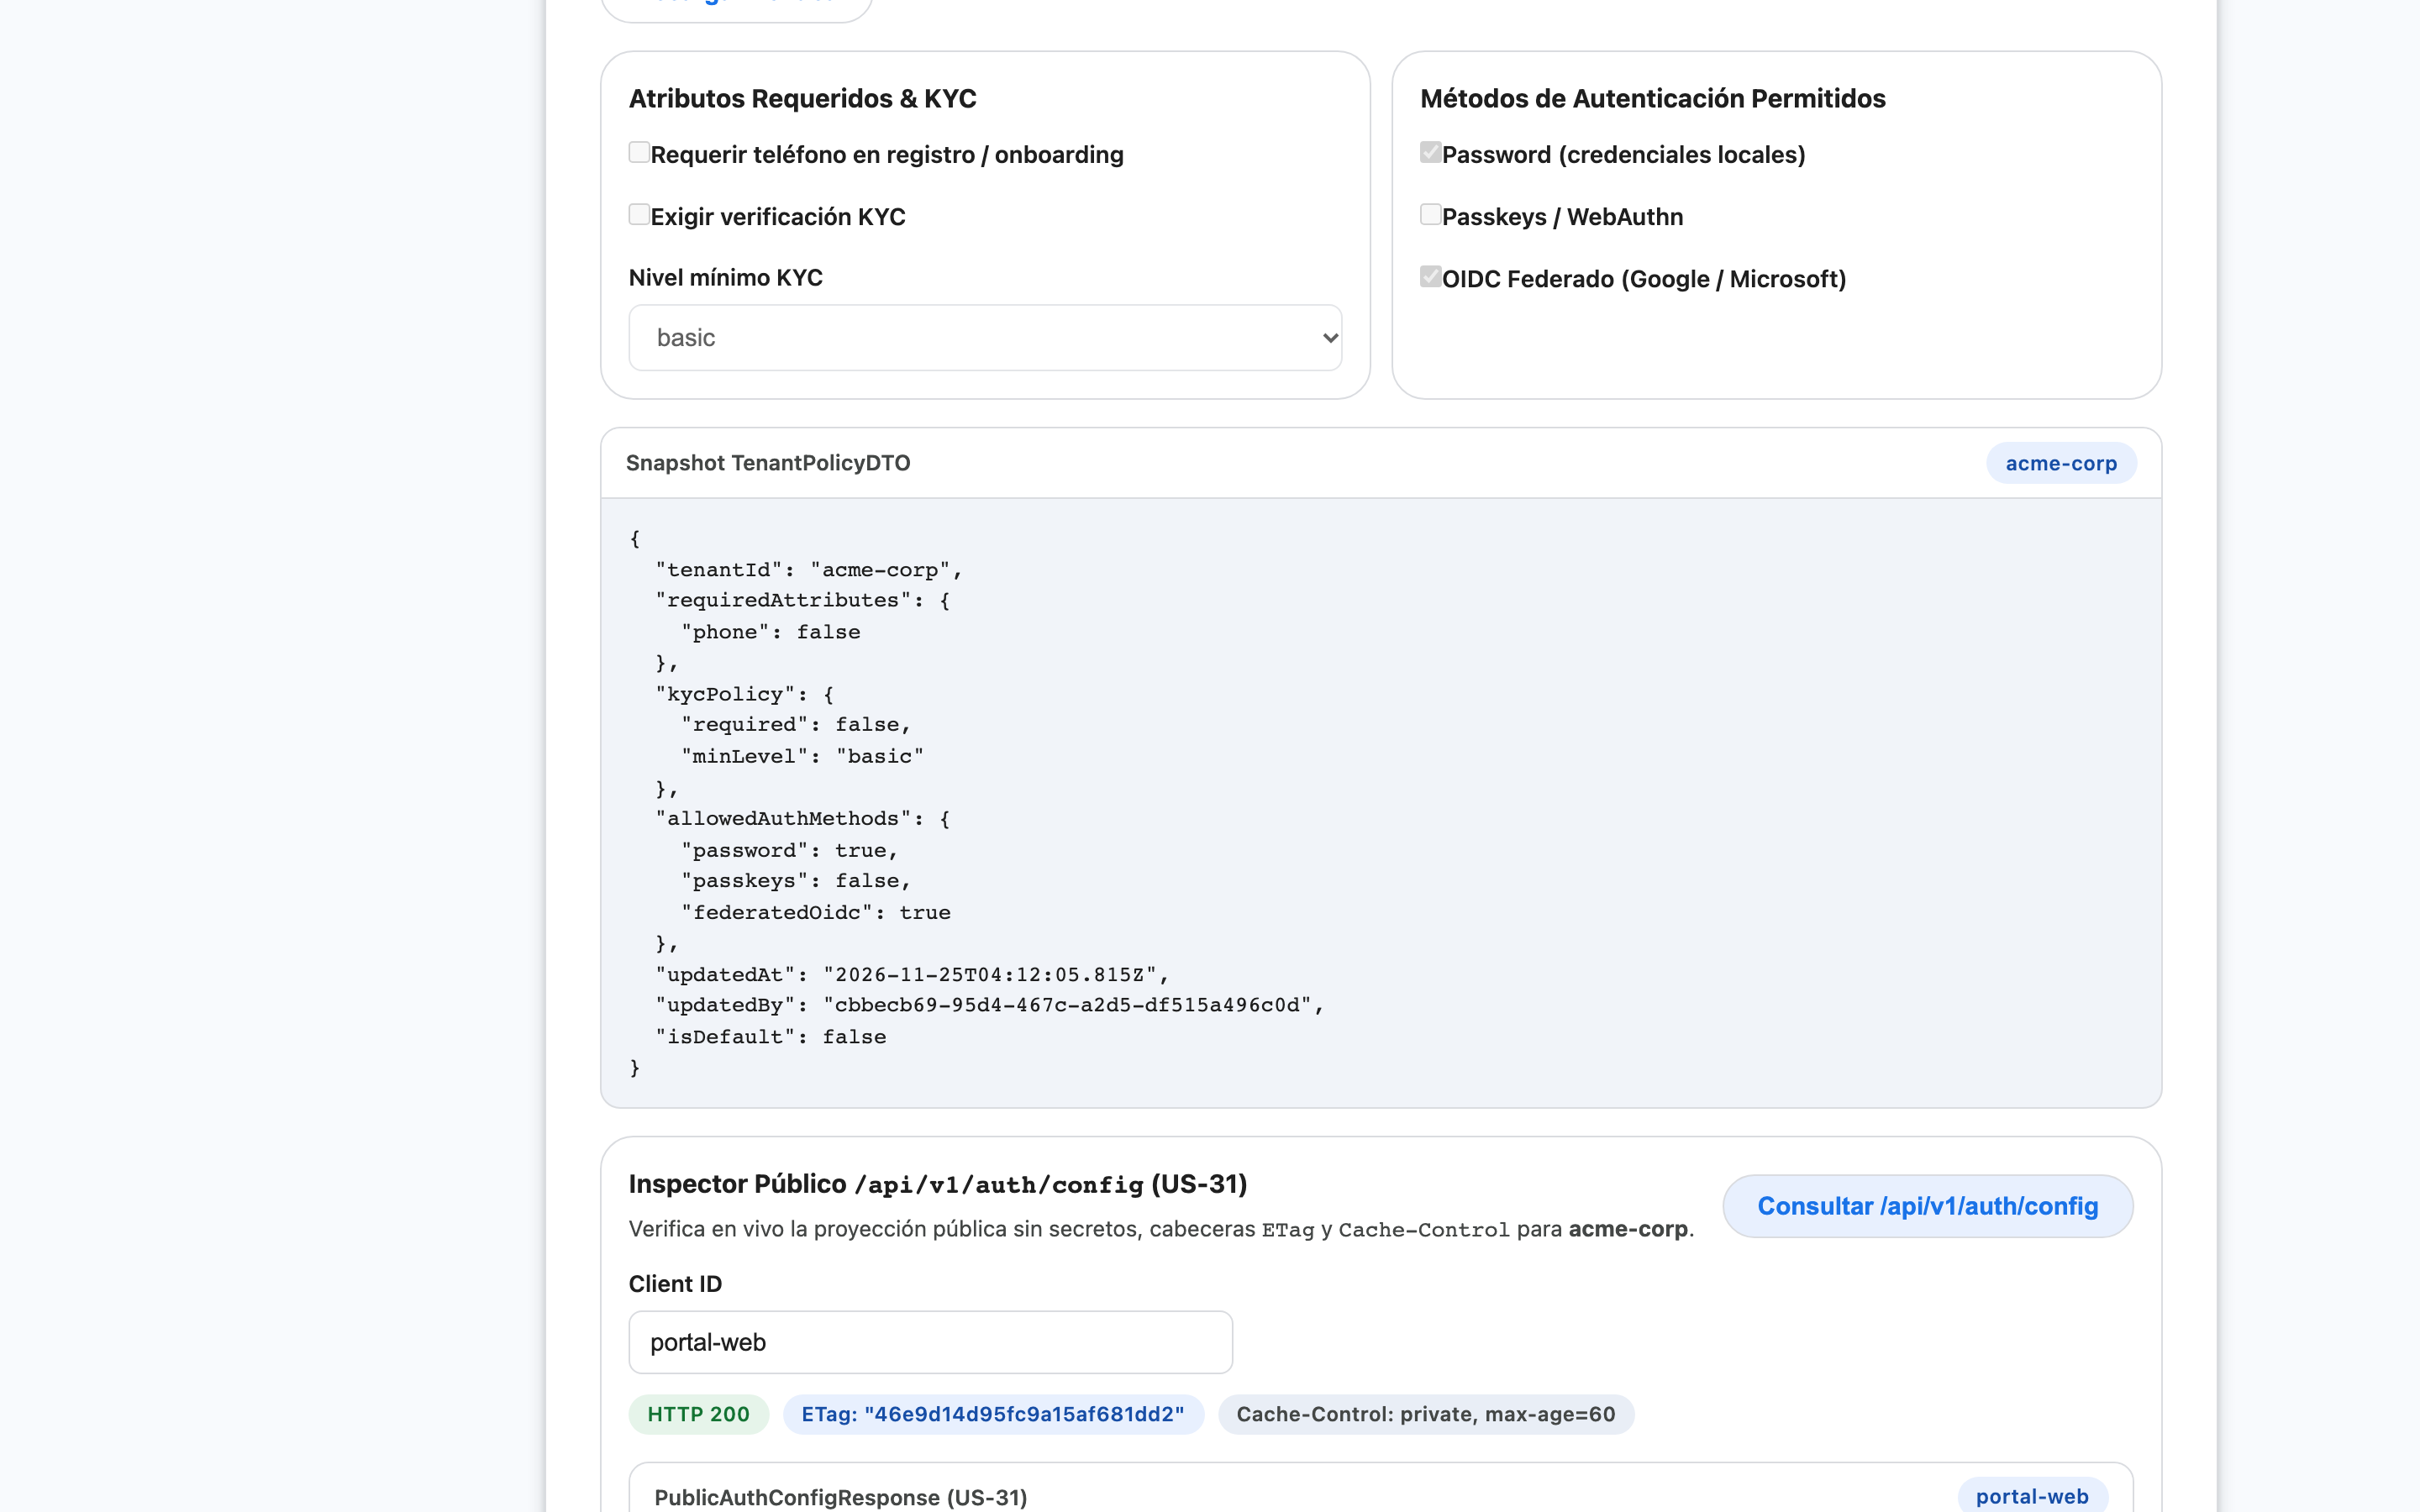 Atributos Requeridos & KYC
Requerir teléfono en registro / onboarding
Exigir verificación KYC
Nivel mínimo KYC
basic
Métodos de Autenticación Permitidos
Password (credenciales locales)
Passkeys / WebAuthn
OIDC Federado (Google / Microsoft)
Snapshot TenantPolicyDTO
acme-corp
{
"tenantId": "acme-corp",
"requiredAttributes": {
"phone": false
},
"kycPolicy": {
"required": false,
"minLevel": "basic"
},
"allowedAuthMethods": {
"password": true,
"passkeys": false,
"federatedOidc": true
},
"updatedAt": "2026-11-25T04:12:05.815Z",
"updatedBy": "cbbecb69-95d4-467c-a2d5-df515a496c0d",
"isDefault": false
}
Inspector Público /api/v1/auth/config (US-31)
Verifica en vivo la proyección pública sin secretos, cabeceras ETag y Cache-Control para acme-corp.
Consultar /api/v1/auth/config
Client ID
portal-web
HTTP 200
ETag: "46e9d14d95fc9a15af681dd2"
Cache-Control: private, max-age=60
PublicAuthConfigResponse (US-31)
portal-web